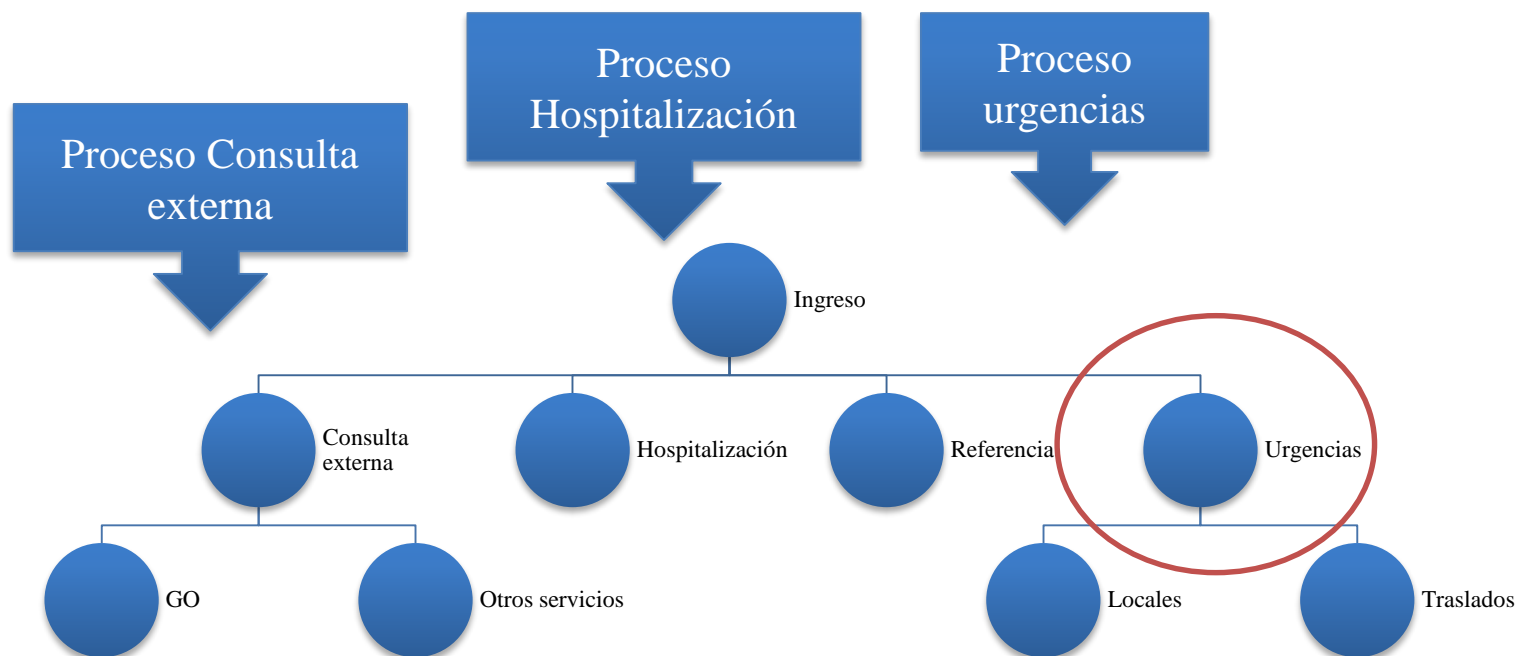 Proceso Consulta
externa
Proceso
Hospitalización
Proceso
urgencias
Ingreso
Consulta
externa
Hospitalización
Referencia
Urgencias
GO
Otros servicios
Locales
Traslados